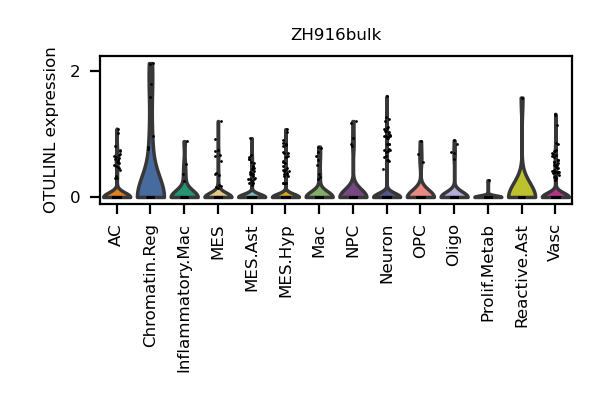 ZH916bulk
OTULINL expression
2
0
AC
Chromatin.Reg
Inflammatory.Mac
MES
MES.Ast
MES.Hyp
Mac
NPC
Neuron
OPC
Oligo
Prolif.Metab
Reactive.Ast
Vasc